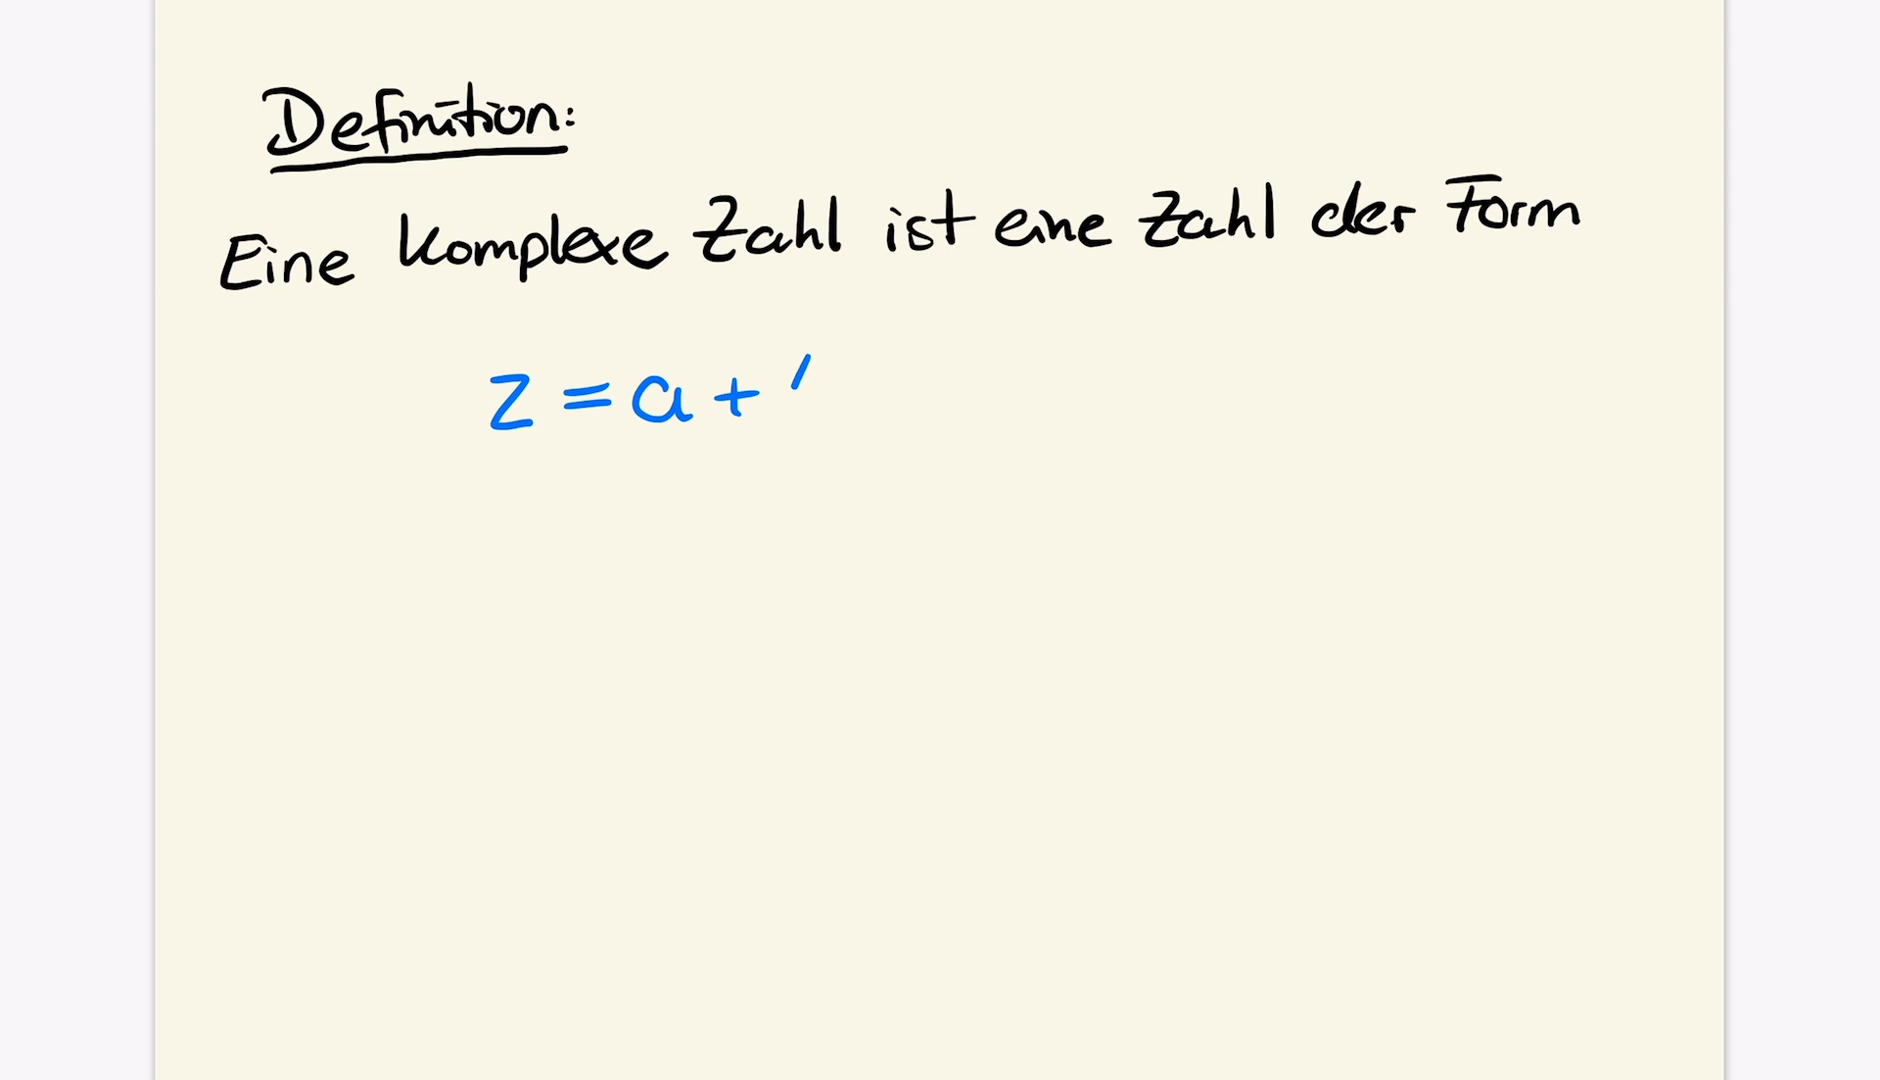 Definition:
Eine komplexe Zahl ist eine Zahl der Form
z = a +